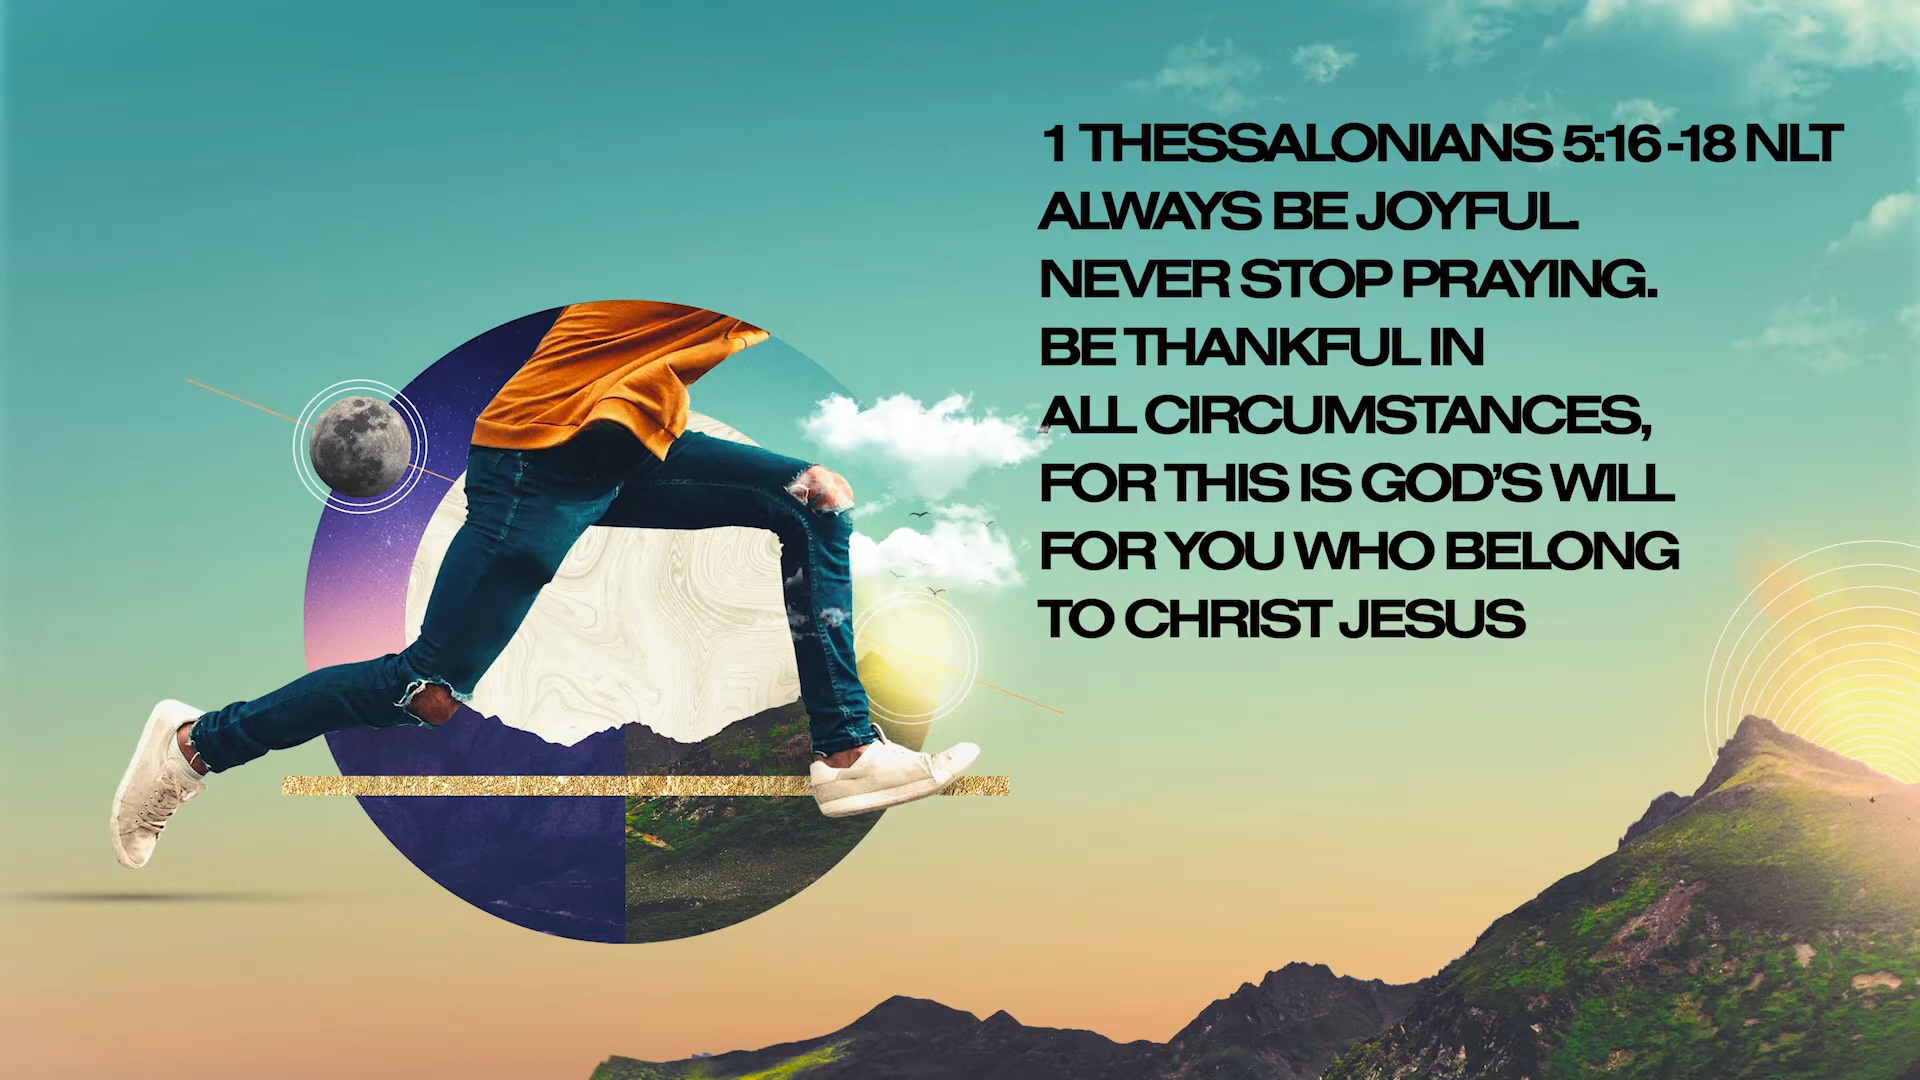 1 THESSALONIANS 5:16-18 NLT
ALWAYS BE JOYFUL.
NEVER STOP PRAYING.
BE THANKFUL IN
ALL CIRCUMSTANCES,
FOR THIS IS GOD’S WILL
FOR YOU WHO BELONG
TO CHRIST JESUS